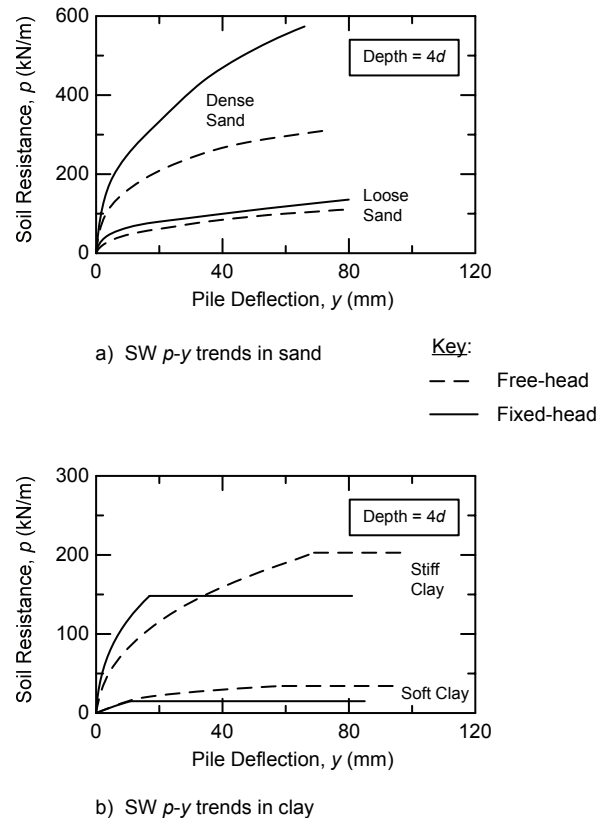 600
Depth = 4d
400
Dense
Sand
200
Loose
Sand
0
0 40 80 120
Soil Resistance, p (kN/m)
Pile Deflection, y (mm)
a) SW p-y trends in sand
Key:
Free-head
Fixed-head
300
Depth = 4d
200
Stiff
Clay
100
Soft Clay
0
0 40 80 120
Soil Resistance, p (kN/m)
Pile Deflection, y (mm)
b) SW p-y trends in clay